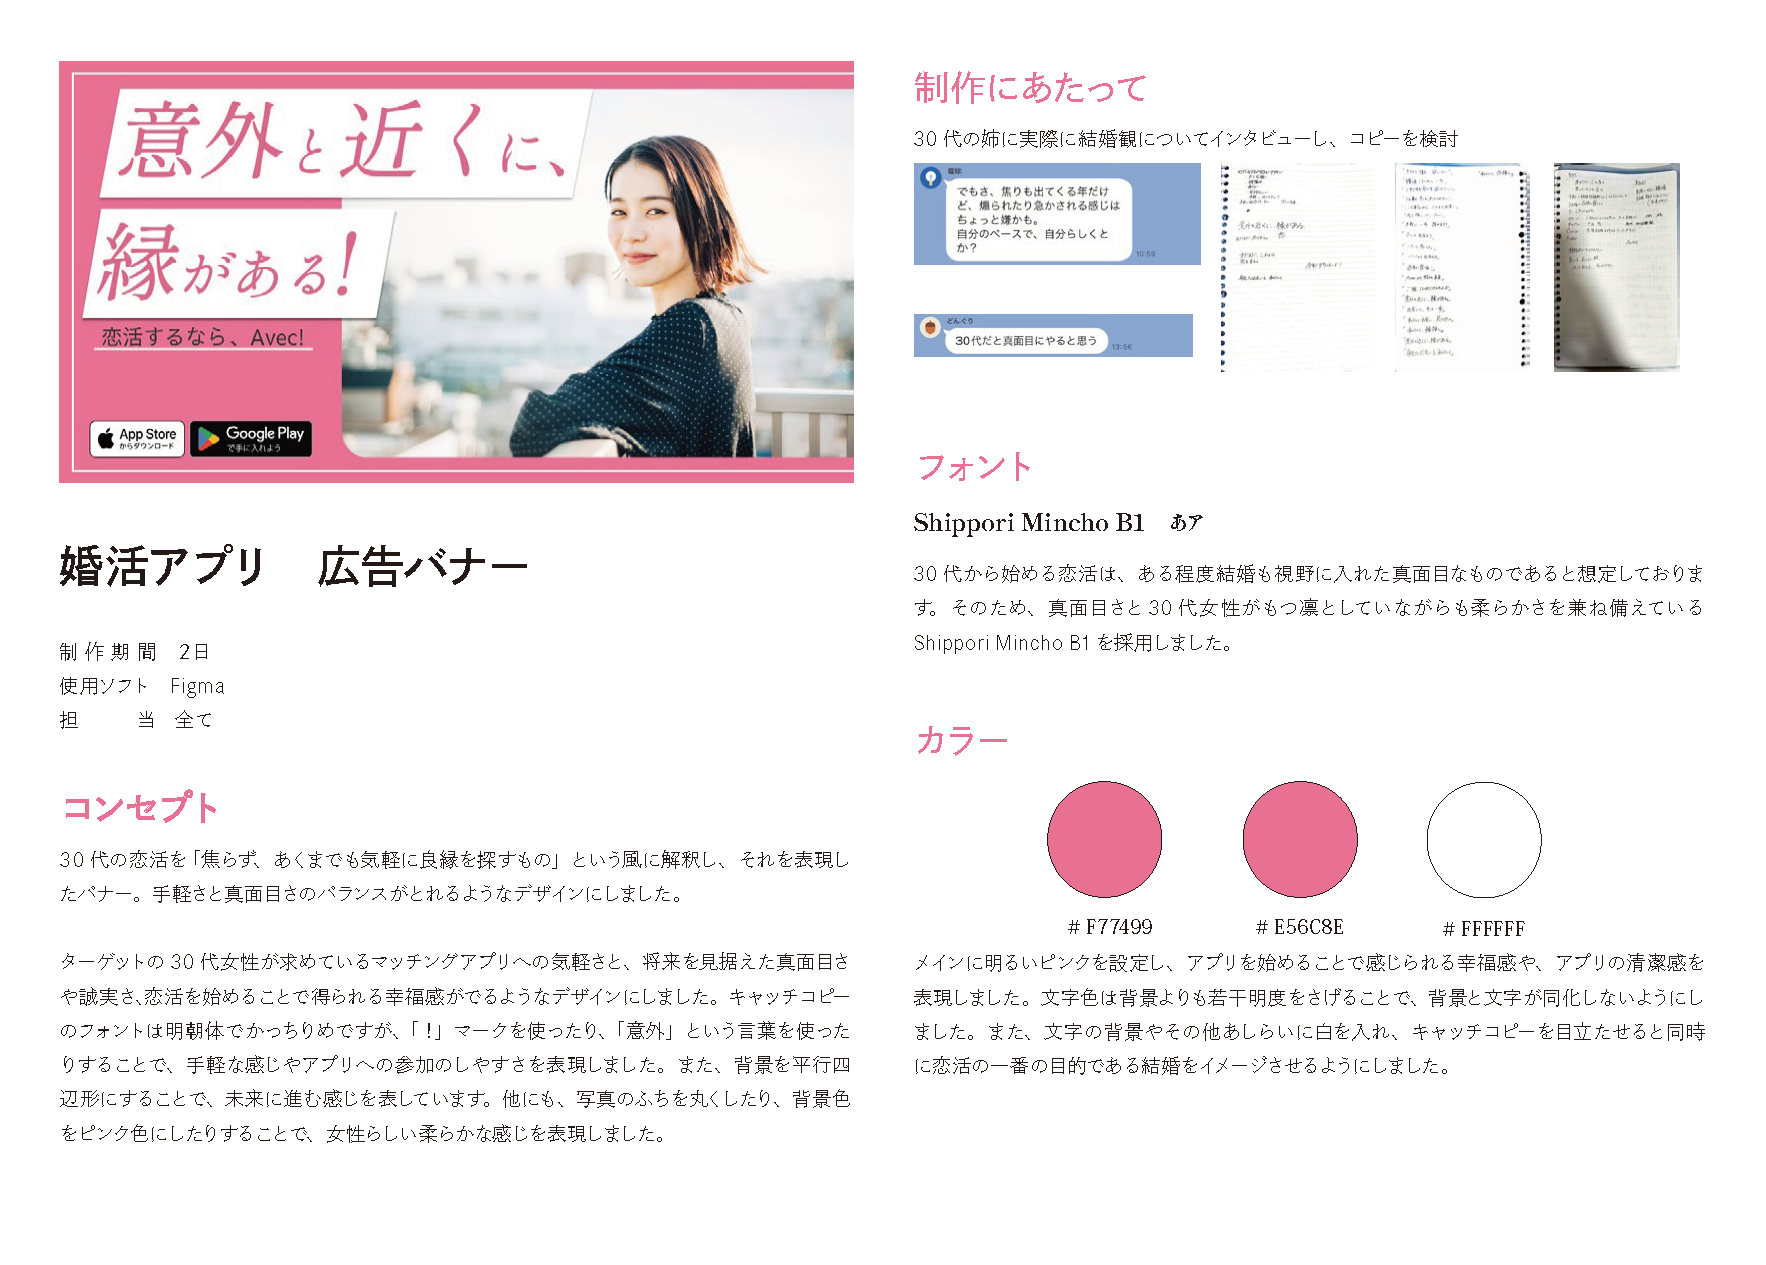 意外と近くに、
縁がある!
恋活するなら、Avec!
App Store
からダウンロード
Google Play
で手に入れよう
婚活アプリ 広告バナー
制作期間 2日
使用ソフト Figma
担当 全て
コンセプト
30代の恋活を「焦らず、あくまでも気軽に良縁を探すもの」という風に解釈し、それを表現し
たバナー。手軽さと真面目さのバランスがとれるようなデザインにしました。
ターゲットの30代女性が求めているマッチングアプリへの気軽さと、将来を見据えた真面目さ
や誠実さ、恋活を始めることで得られる幸福感がでるようなデザインにしました。キャッチコピー
のフォントは明朝体でかっちりめですが、「!」マークを使ったり、「意外」という言葉を使った
りすることで、手軽な感じやアプリへの参加のしやすさを表現しました。また、背景を平行四
辺形にすることで、未来に進む感じを表しています。他にも、写真のふちを丸くしたり、背景色
をピンク色にしたりすることで、女性らしい柔らかな感じを表現しました。
制作にあたって
30代の姉に実際に結婚観についてインタビューし、コピーを検討
電球
でもさ、焦りも出てくる年だけ
ど、煽られたり急かされる感じは
ちょっと嫌かも。
自分のペースで、自分らしくと
か?
10:59
どんぐり
30代だと真面目にやると思う
13:56
フォント
Shippori Mincho B1 あア
30代から始める恋活は、ある程度結婚も視野に入れた真面目なものであると想定しておりま
す。そのため、真面目さと30代女性がもつ凛としていながらも柔らかさを兼ね備えている
Shippori Mincho B1を採用しました。
カラー
# F77499
# E56C8E
# FFFFFF
メインに明るいピンクを設定し、アプリを始めることで感じられる幸福感や、アプリの清潔感を
表現しました。文字色は背景よりも若干明度をさげることで、背景と文字が同化しないようにし
ました。また、文字の背景やその他あしらいに白を入れ、キャッチコピーを目立たせると同時
に恋活の一番の目的である結婚をイメージさせるようにしました。